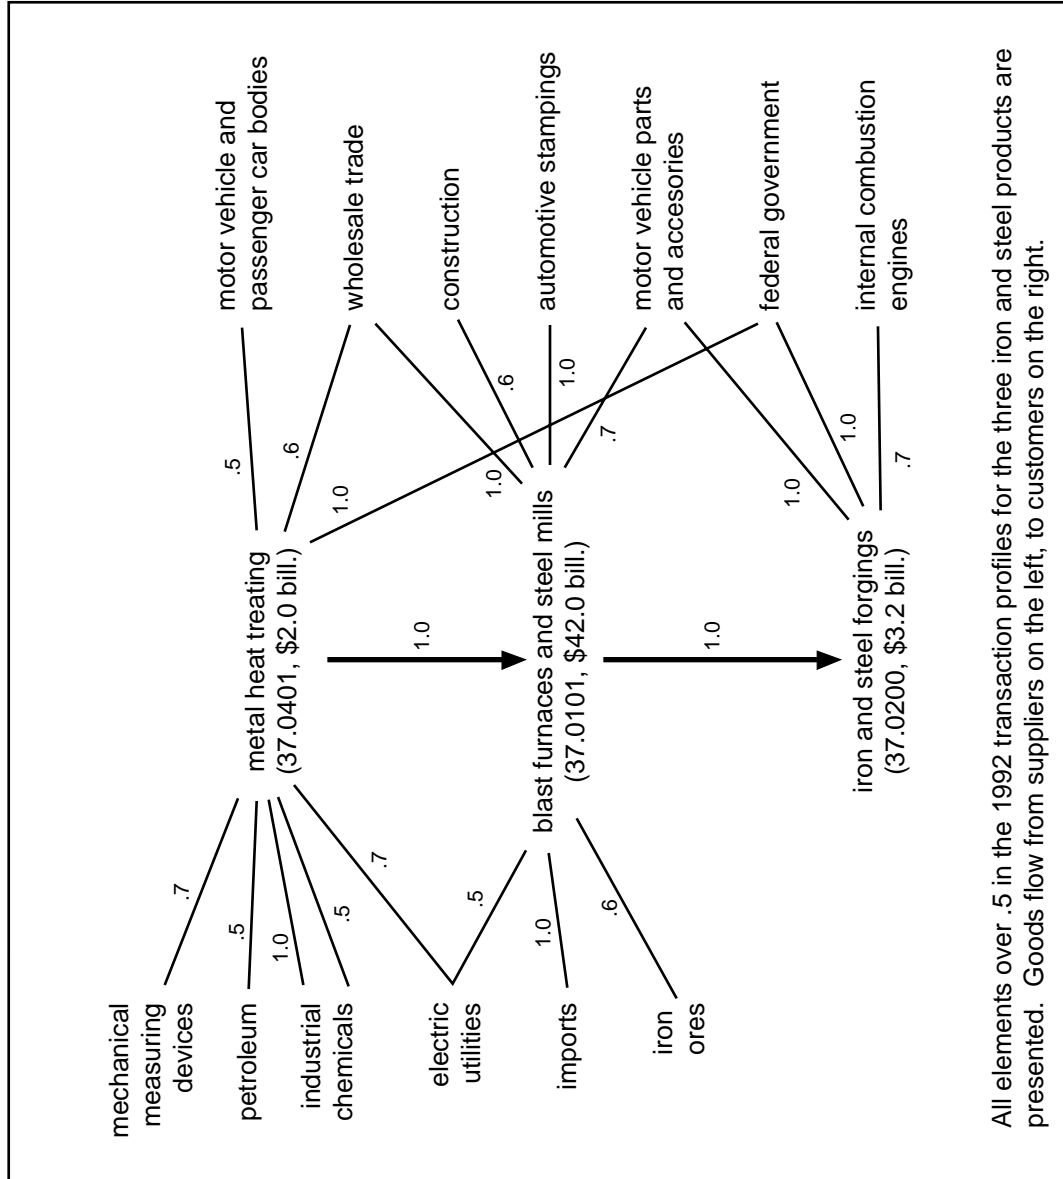 mechanical
measuring
devices
petroleum
industrial
chemicals
electric
utilities
imports
iron
ores
.7
.5
1.0
.5
.7
.5
1.0
.6
metal heat treating
(37.0401, $2.0 bill.)
1.0
blast furnaces and steel mills
(37.0101, $42.0 bill.)
1.0
iron and steel forgings
(37.0200, $3.2 bill.)
.5
.6
1.0
1.0
.6
1.0
.7
1.0
1.0
.7
motor vehicle and
passenger car bodies
wholesale trade
construction
automotive stampings
motor vehicle parts
and accesories
federal government
internal combustion
engines
All elements over .5 in the 1992 transaction profiles for the three iron and steel products are
presented. Goods flow from suppliers on the left, to customers on the right.